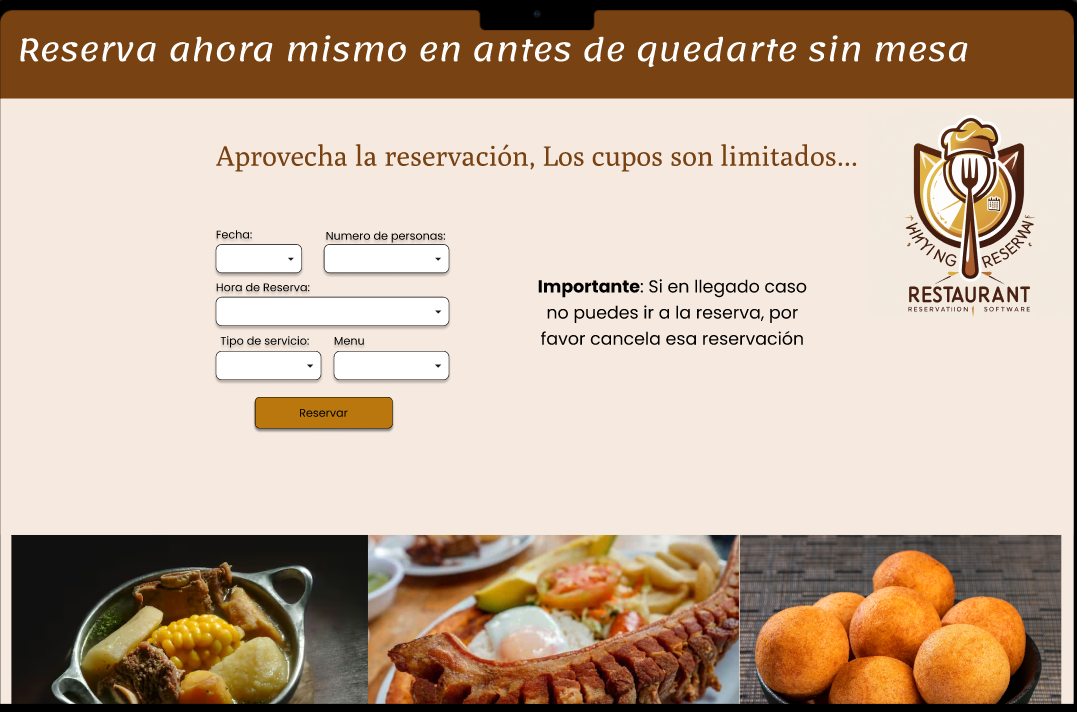 Reserva ahora mismo en antes de quedarte sin mesa
Aprovecha la reservación, Los cupos son limitados...
Fecha:
Numero de personas:
Hora de Reserva:
Tipo de servicio:
Menu
Reservar
Importante: Si en llegado caso
no puedes ir a la reserva, por
favor cancela esa reservación
RESERVA
RESTAURANT
RESERVATIION SOFTWARE